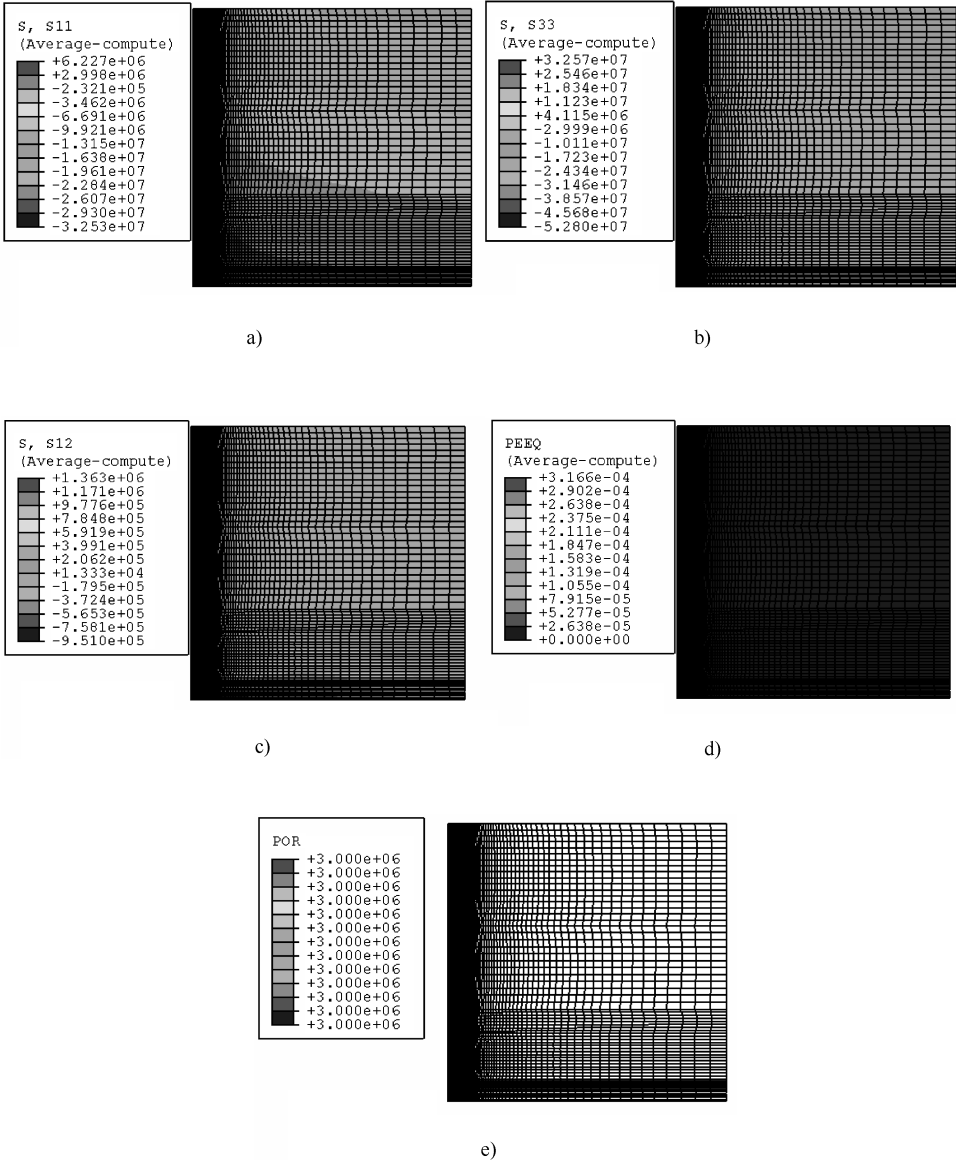 S, S11
(Average-compute)
+6.227e+06
+2.998e+06
-2.321e+05
-3.462e+06
-6.691e+06
-9.921e+06
-1.315e+07
-1.638e+07
-1.961e+07
-2.284e+07
-2.607e+07
-2.930e+07
-3.253e+07
a)
S, S33
(Average-compute)
+3.257e+07
+2.546e+07
+1.834e+07
+1.123e+07
+4.115e+06
-2.999e+06
-1.011e+07
-1.723e+07
-2.434e+07
-3.146e+07
-3.857e+07
-4.568e+07
-5.280e+07
b)
S, S12
(Average-compute)
+1.363e+06
+1.171e+06
+9.776e+05
+7.848e+05
+5.919e+05
+3.991e+05
+2.062e+05
+1.333e+04
-1.795e+05
-3.724e+05
-5.653e+05
-7.581e+05
-9.510e+05
c)
PEEQ
(Average-compute)
+3.166e-04
+2.902e-04
+2.638e-04
+2.375e-04
+2.111e-04
+1.847e-04
+1.583e-04
+1.319e-04
+1.055e-04
+7.915e-05
+5.277e-05
+2.638e-05
+0.000e+00
d)
POR
+3.000e+06
+3.000e+06
+3.000e+06
+3.000e+06
+3.000e+06
+3.000e+06
+3.000e+06
+3.000e+06
+3.000e+06
+3.000e+06
+3.000e+06
+3.000e+06
+3.000e+06
e)